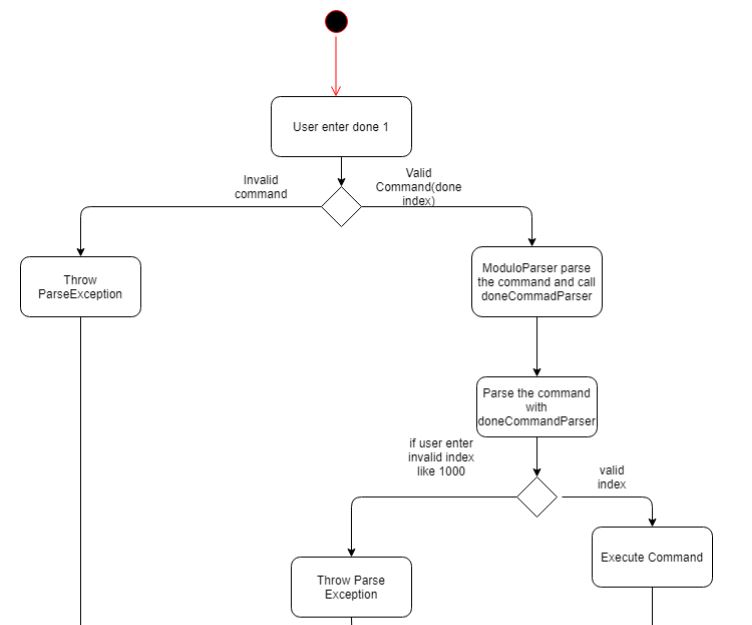 User enter done 1
Invalid
command
Valid
Command(done
index)
Throw
ParseException
ModuloParser parse
the command and call
doneCommadParser
Parse the command
with
doneCommandParser
if user enter
invalid index
like 1000
valid
index
Throw Parse
Exception
Execute Command